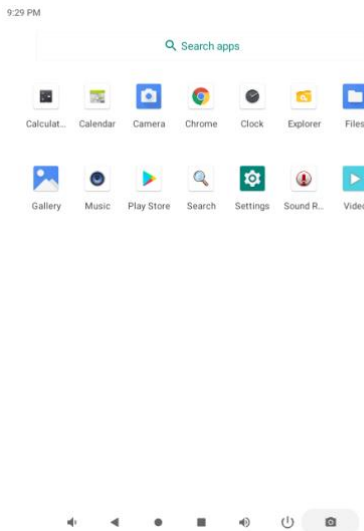 9:29 PM
Search apps
Calculat... Calendar Camera Chrome Clock Explorer Files
Gallery Music Play Store Search Settings Sound R... Video